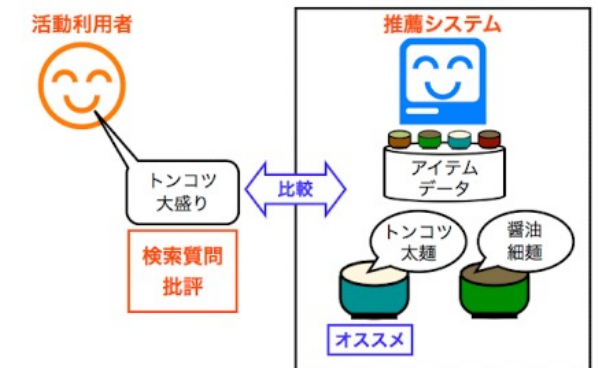 活動利用者
推薦システム
トンコツ
大盛り
比較
アイテム
データ
検索質問
批評
トンコツ
太麺
醤油
細麺
オススメ